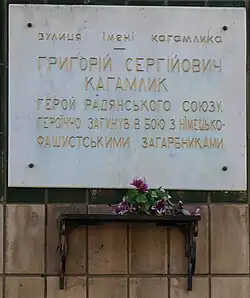 вулиця імені кагамлика
ГРИГОРІЙ СЕРГІЙОВИЧ
КАГАМЛИК
ГЕРОЙ РАДЯНСЬКОГО СОЮЗУ.
ГЕРОЇЧНО ЗАГИНУВ В БОЮ З НІМЕЦЬКО-
ФАШИСТСЬКИМИ ЗАГАРБНИКАМИ